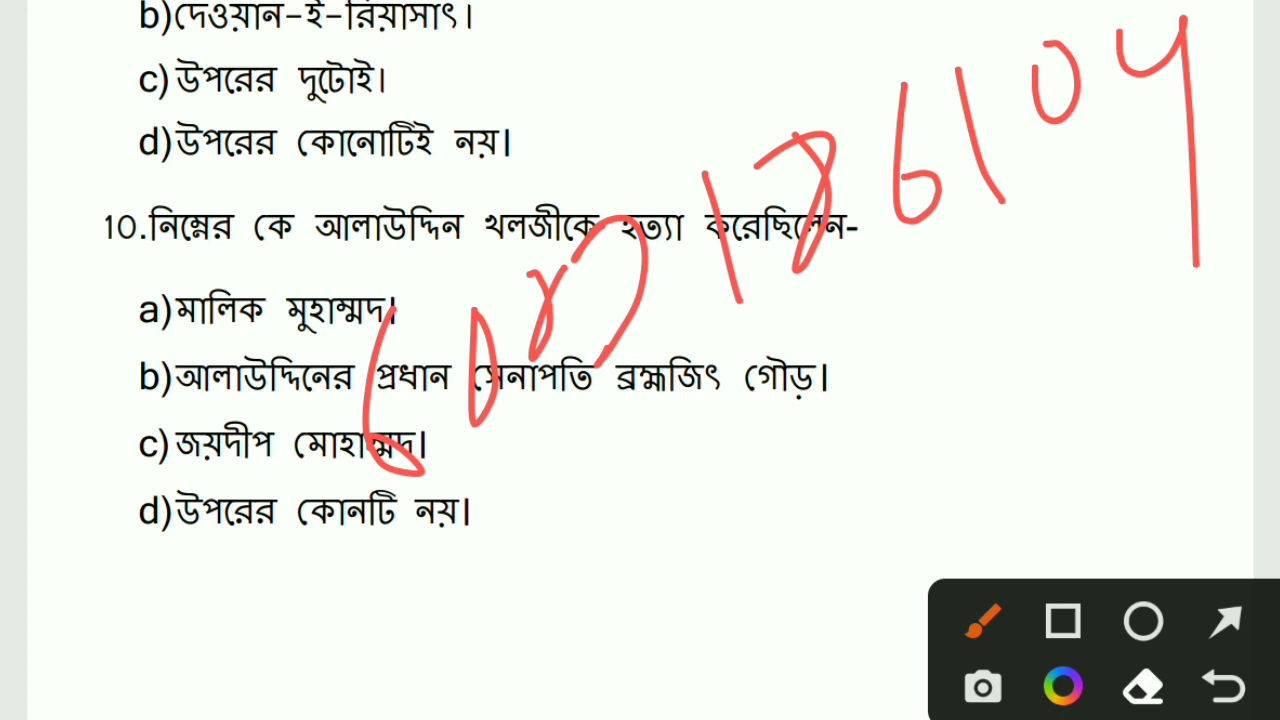 b)দেওয়ান-ই-রিয়াসাৎ।
c)উপরের দুটোই।
d)উপরের কোনোটিই নয়।
10.নিম্নের কে আলাউদ্দিন খলজীকে হত্যা করেছিলেন-
a)মালিক মুহাম্মদ।
b)আলাউদ্দিনের প্রধান সেনাপতি ব্রহ্মজিৎ গৌড়।
c)জয়দীপ মোহাম্মদ।
d)উপরের কোনটি নয়।